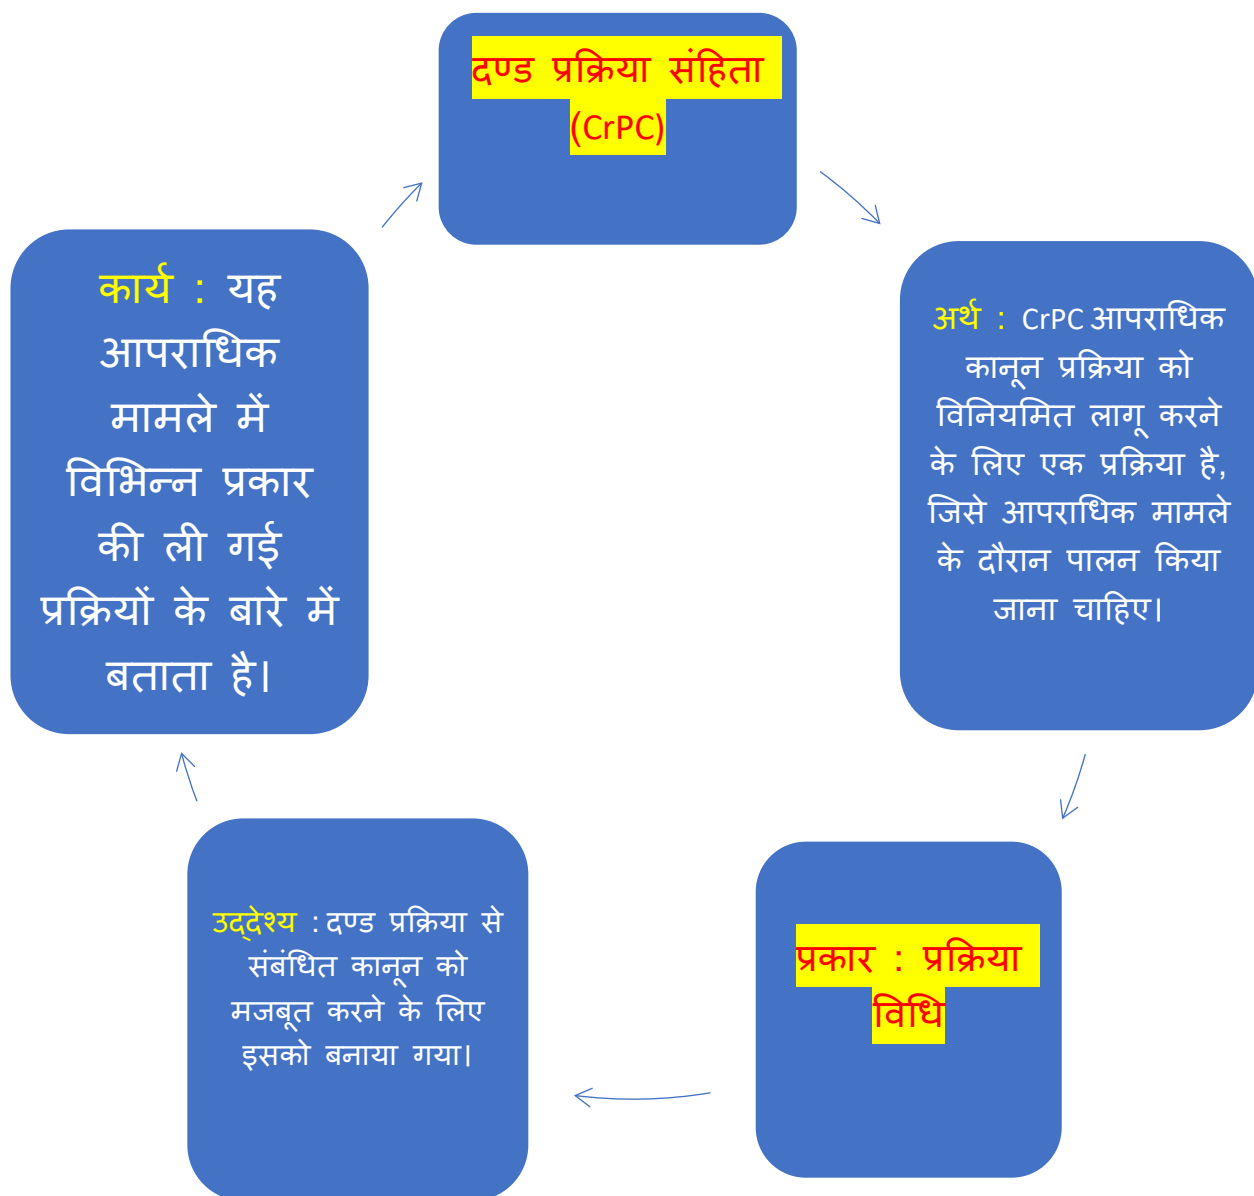 दण्ड प्रक्रिया संहिता
(CrPC)
अर्थ : CrPC आपराधिक
कानून प्रक्रिया को
विनियमित लागू करने
के लिए एक प्रक्रिया है,
जिसे आपराधिक मामले
के दौरान पालन किया
जाना चाहिए।
प्रकार : प्रक्रिया
विधि
उद्देश्य : दण्ड प्रक्रिया से
संबंधित कानून को
मजबूत करने के लिए
इसको बनाया गया।
कार्य : यह
आपराधिक
मामले में
विभिन्न प्रकार
की ली गई
प्रक्रियों के बारे में
बताता है।